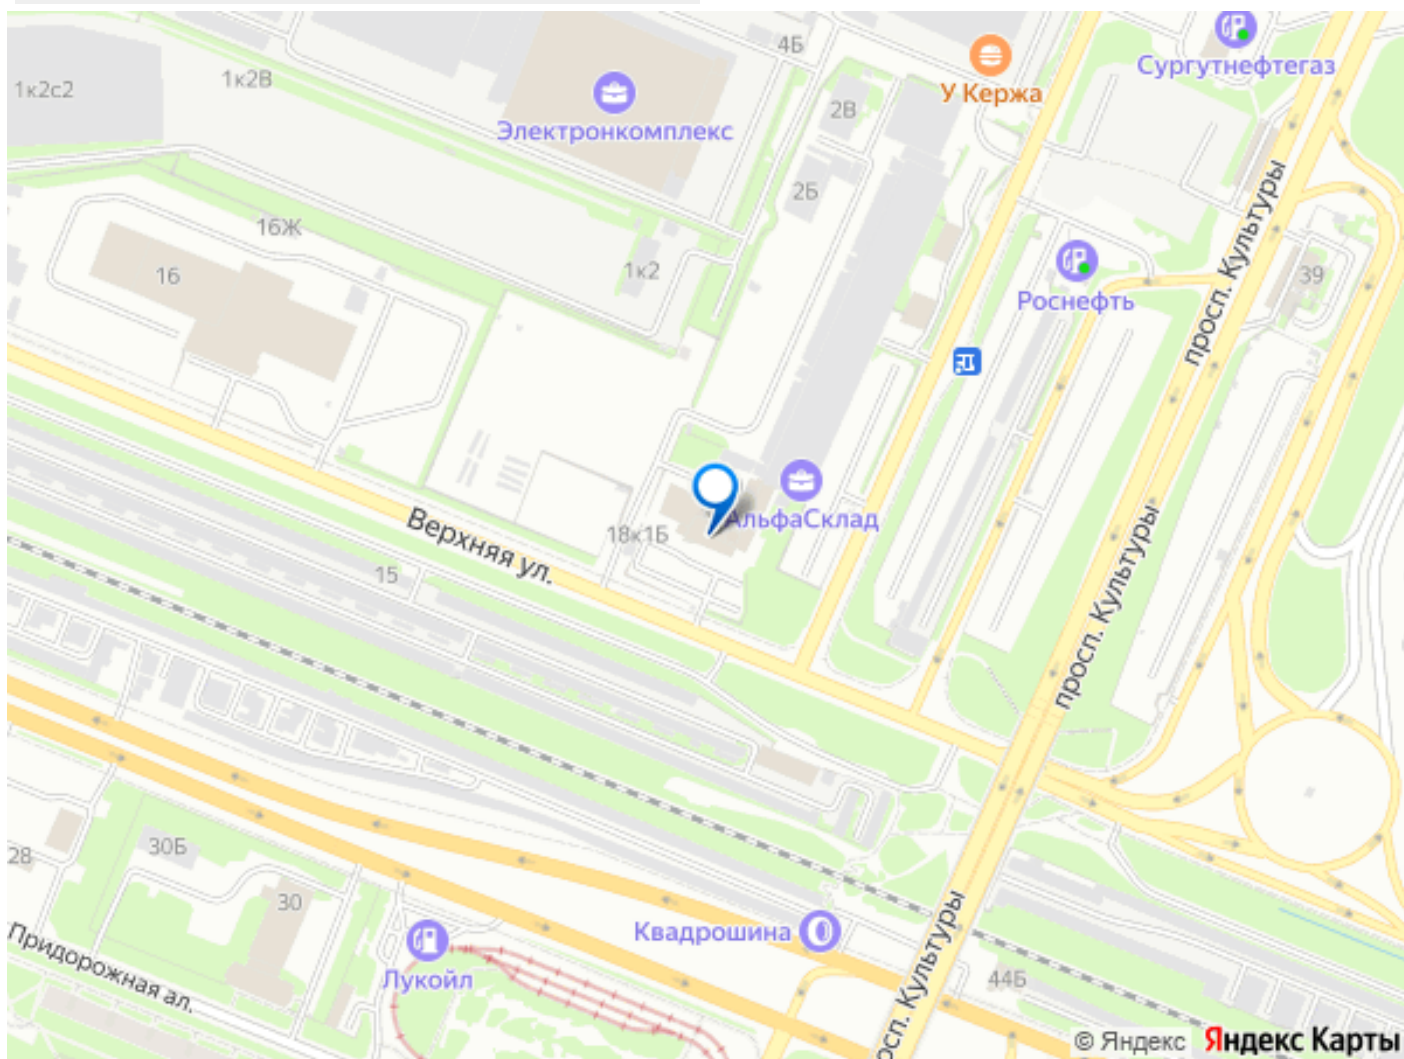 4Б
У Кержа
Сургутнефтегаз
1к2с2
1к2В
Электронкомплекс
2В
2Б
16Ж
16
1к2
Роснефть
просп. Культуры
39
АльфаСклад
18к1Б
Верхняя ул.
15
просп. Культуры
28
30Б
30
Придорожная ал.
Лукойл
Квадрошина
просп. Культуры
44Б
© Яндекс Яндекс Карты